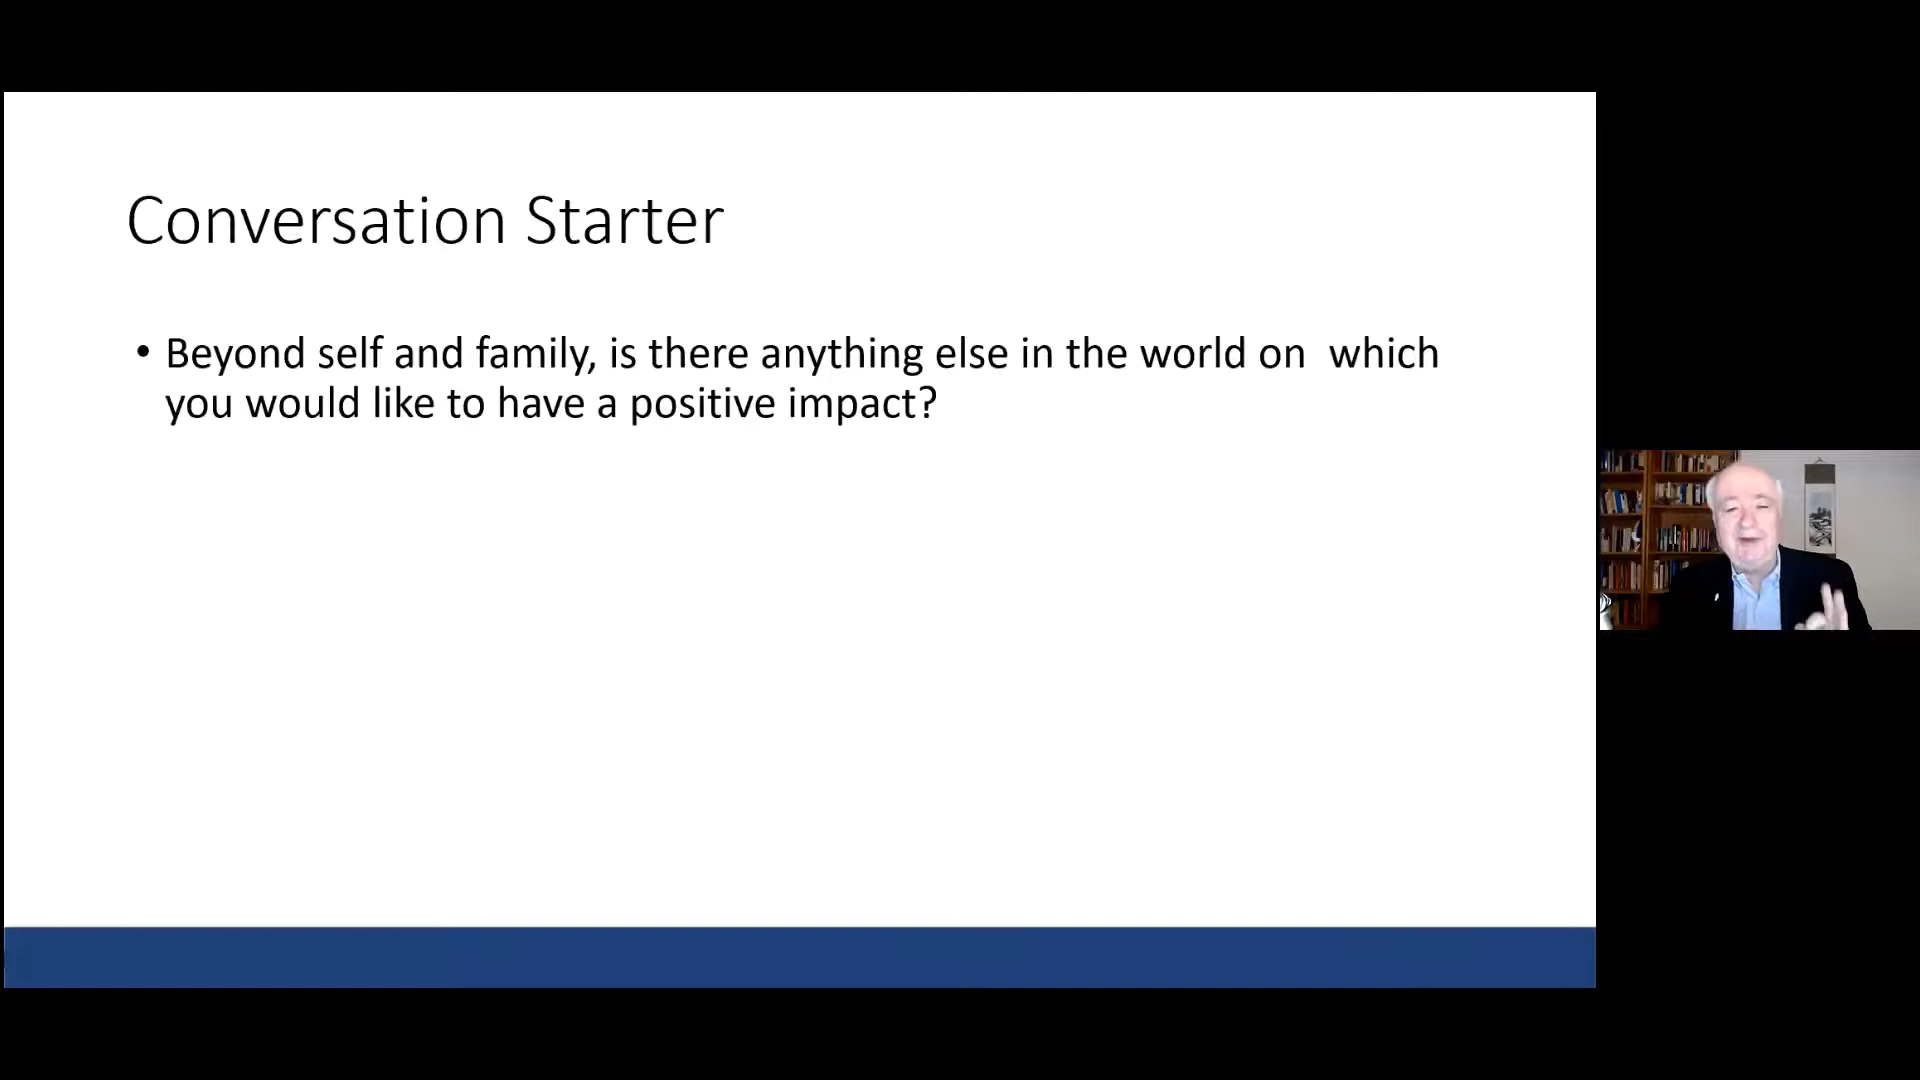 Conversation Starter
• Beyond self and family, is there anything else in the world on  which
you would like to have a positive impact?